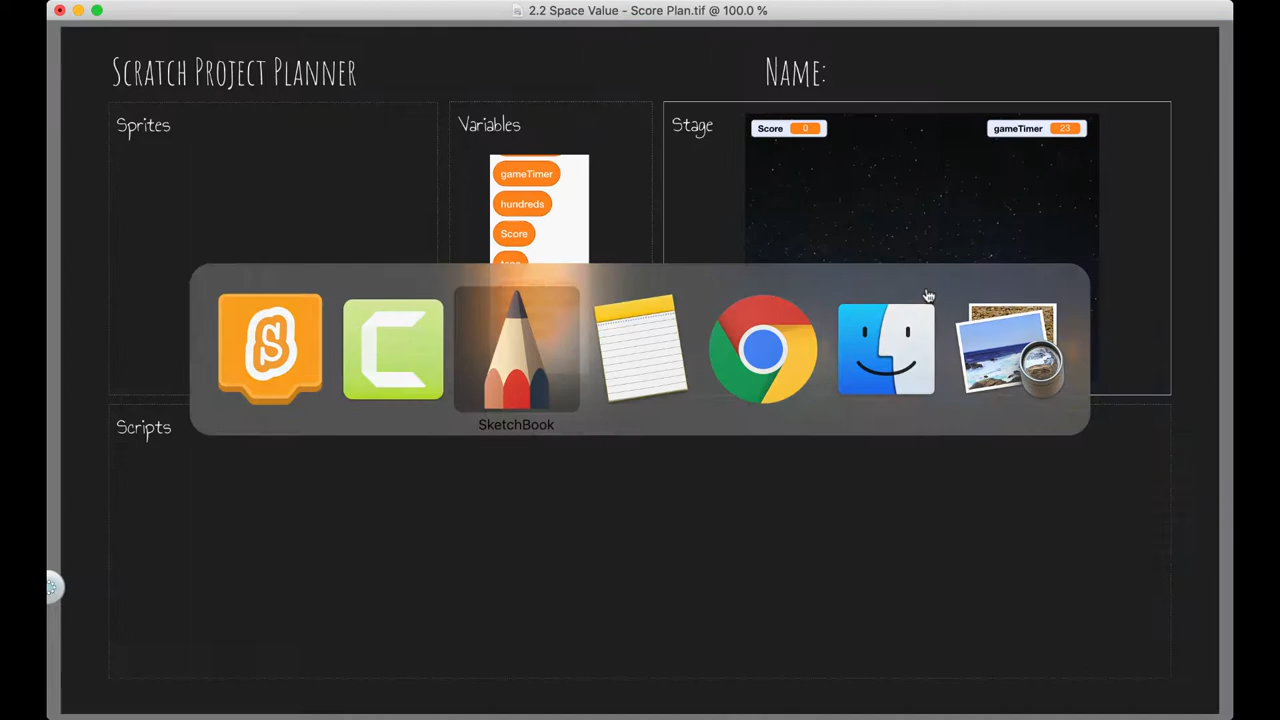 2.2 Space Value - Score Plan.tif @ 100.0 %
Scratch Project Planner
Name:
Sprites
Variables
gameTimer
hundreds
Score
Stage
Score 0
gameTimer 23
S
SketchBook
Scripts